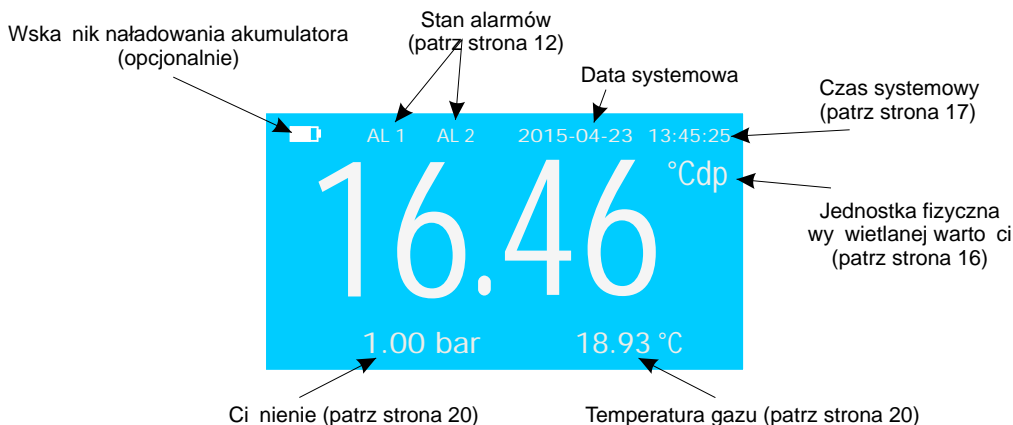 Stan alarmów
(patrz strona 12)
Wska nik naładowania akumulatora
(opcjonalnie)
Data systemowa
Czas systemowy
(patrz strona 17)
AL 1 AL 2 2015-04-23 13:45:25
°Cdp
16.46
Jednostka fizyczna
wy wietlanej warto ci
(patrz strona 16)
1.00 bar 18.93 °C
Ci nienie (patrz strona 20) Temperatura gazu (patrz strona 20)